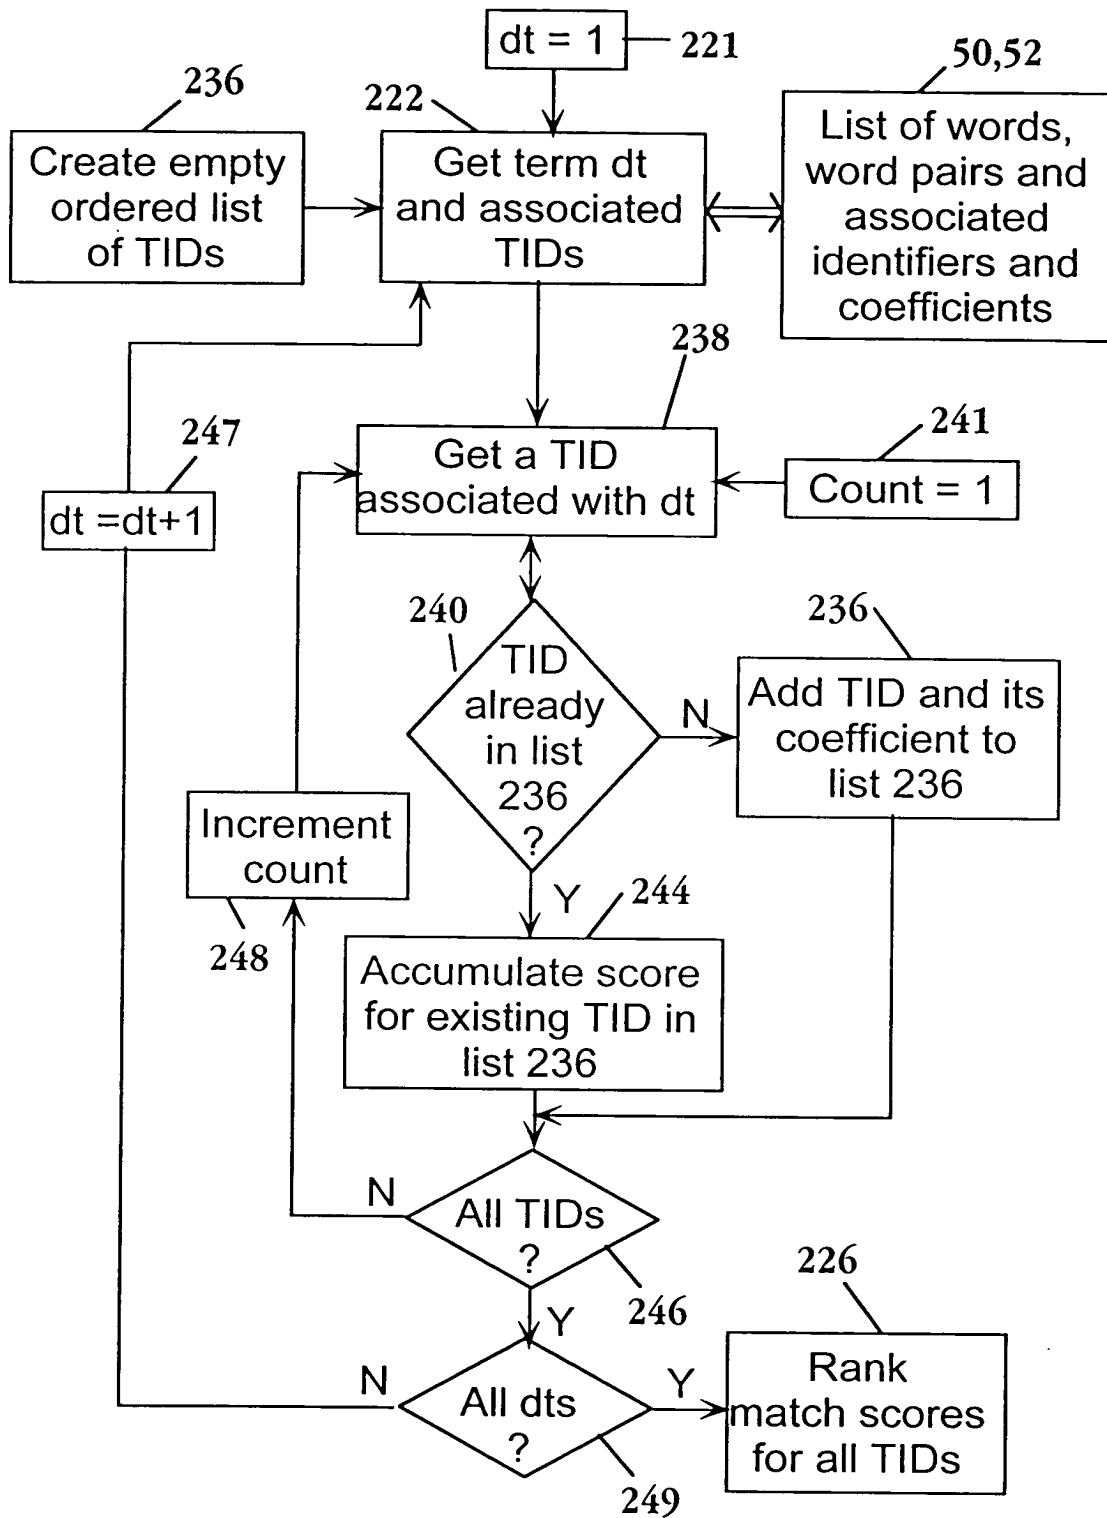 dt = 1
221
50,52
236
222
Create empty
ordered list
of TIDs
Get term dt
and associated
TIDs
List of words,
word pairs and
associated
identifiers and
coefficients
238
247
241
Get a TID
associated with dt
Count = 1
dt =dt+1
240
236
TID
already
in list
236
?
N
Add TID and its
coefficient to
list 236
Increment
count
Y
244
248
Accumulate score
for existing TID in
list 236
N
All TIDs
?
246
226
Y
N
All dts
?
Y
Rank
match scores
for all TIDs
249